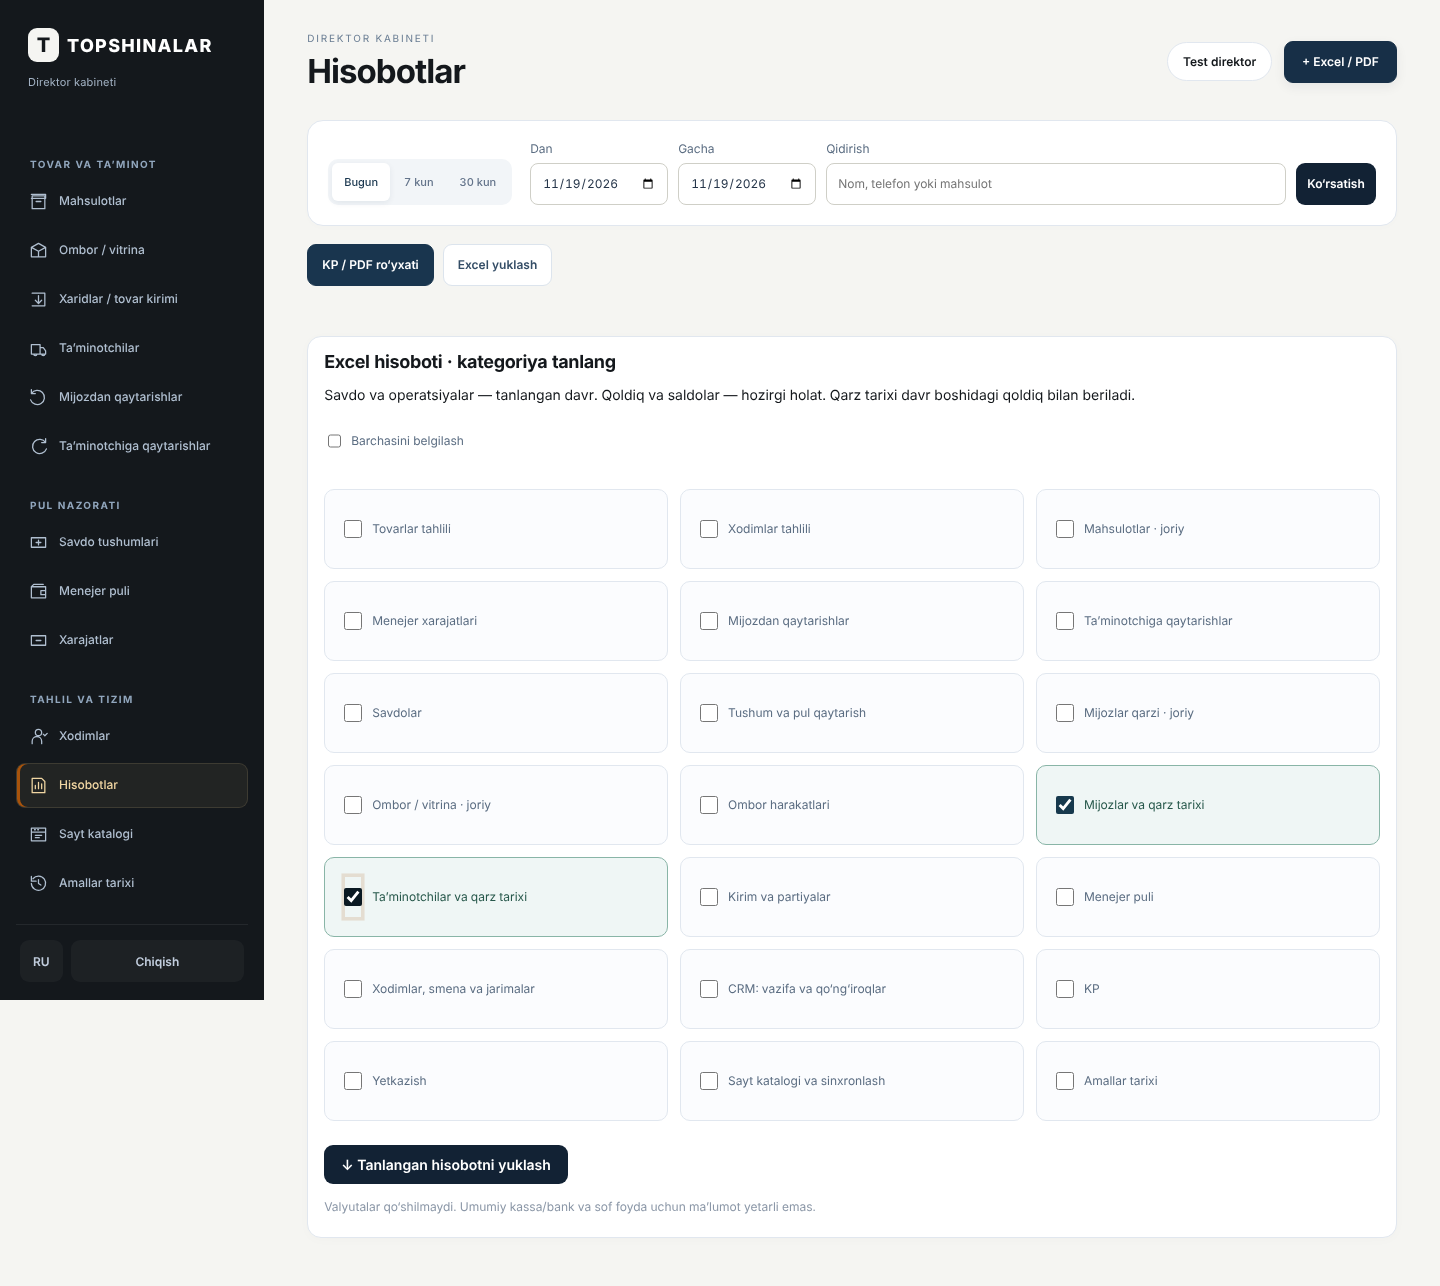 T TOPSHINALAR
Direktor kabineti
TOVAR VA TA’MINOT
Mahsulotlar
Ombor / vitrina
Xaridlar / tovar kirimi
Ta’minotchilar
Mijozdan qaytarishlar
Ta’minotchiga qaytarishlar
PUL NAZORATI
Savdo tushumlari
Menejer puli
Xarajatlar
TAHLIL VA TIZIM
Xodimlar
Hisobotlar
Sayt katalogi
Amallar tarixi
RU
Chiqish
DIREKTOR KABINETI
Hisobotlar
Test direktor
+ Excel / PDF
Bugun
7 kun
30 kun
Dan
11/19/2026
Gacha
11/19/2026
Qidirish
Nom, telefon yoki mahsulot
Ko‘rsatish
KP / PDF ro‘yxati
Excel yuklash
Excel hisoboti · kategoriya tanlang
Savdo va operatsiyalar — tanlangan davr. Qoldiq va saldolar — hozirgi holat. Qarz tarixi davr boshidagi qoldiq bilan beriladi.
Barchasini belgilash
Tovarlar tahlili
Xodimlar tahlili
Mahsulotlar · joriy
Menejer xarajatlari
Mijozdan qaytarishlar
Ta’minotchiga qaytarishlar
Savdolar
Tushum va pul qaytarish
Mijozlar qarzi · joriy
Ombor / vitrina · joriy
Ombor harakatlari
Mijozlar va qarz tarixi
Ta’minotchilar va qarz tarixi
Kirim va partiyalar
Menejer puli
Xodimlar, smena va jarimalar
CRM: vazifa va qo‘ng‘iroqlar
KP
Yetkazish
Sayt katalogi va sinxronlash
Amallar tarixi
↓ Tanlangan hisobotni yuklash
Valyutalar qo‘shilmaydi. Umumiy kassa/bank va sof foyda uchun ma’lumot yetarli emas.